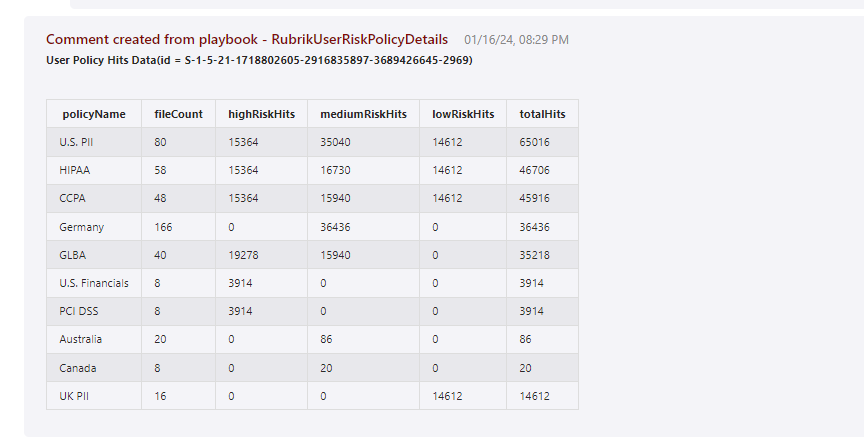 Comment created from playbook - RubrikUserRiskPolicyDetails 01/16/24, 08:29 PM
User Policy Hits Data(id = S-1-5-21-1718802605-2916835897-3689426645-2969)
policyName fileCount highRiskHits mediumRiskHits lowRiskHits totalHits
U.S. PII 80 15364 35040 14612 65016
HIPAA 58 15364 16730 14612 46706
CCPA 48 15364 15940 14612 45916
Germany 166 0 36436 0 36436
GLBA 40 19278 15940 0 35218
U.S. Financials 8 3914 0 0 3914
PCI DSS 8 3914 0 0 3914
Australia 20 0 86 0 86
Canada 8 0 20 0 20
UK PII 16 0 0 14612 14612